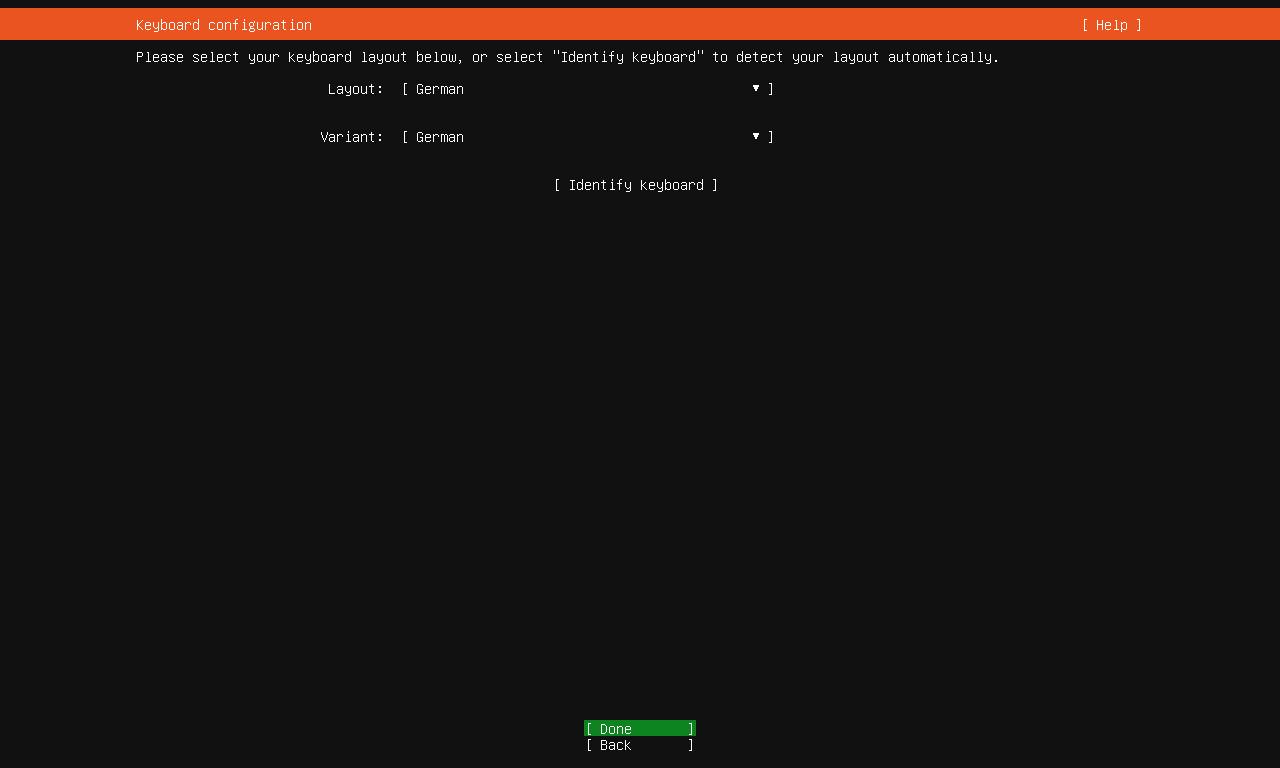 Keyboard configuration [ Help ]
Please select your keyboard layout below, or select "Identify keyboard" to detect your layout automatically.
Layout: [ German ▾ ]
Variant: [ German ▾ ]
[ Identify keyboard ]
[ Done ]
[ Back ]